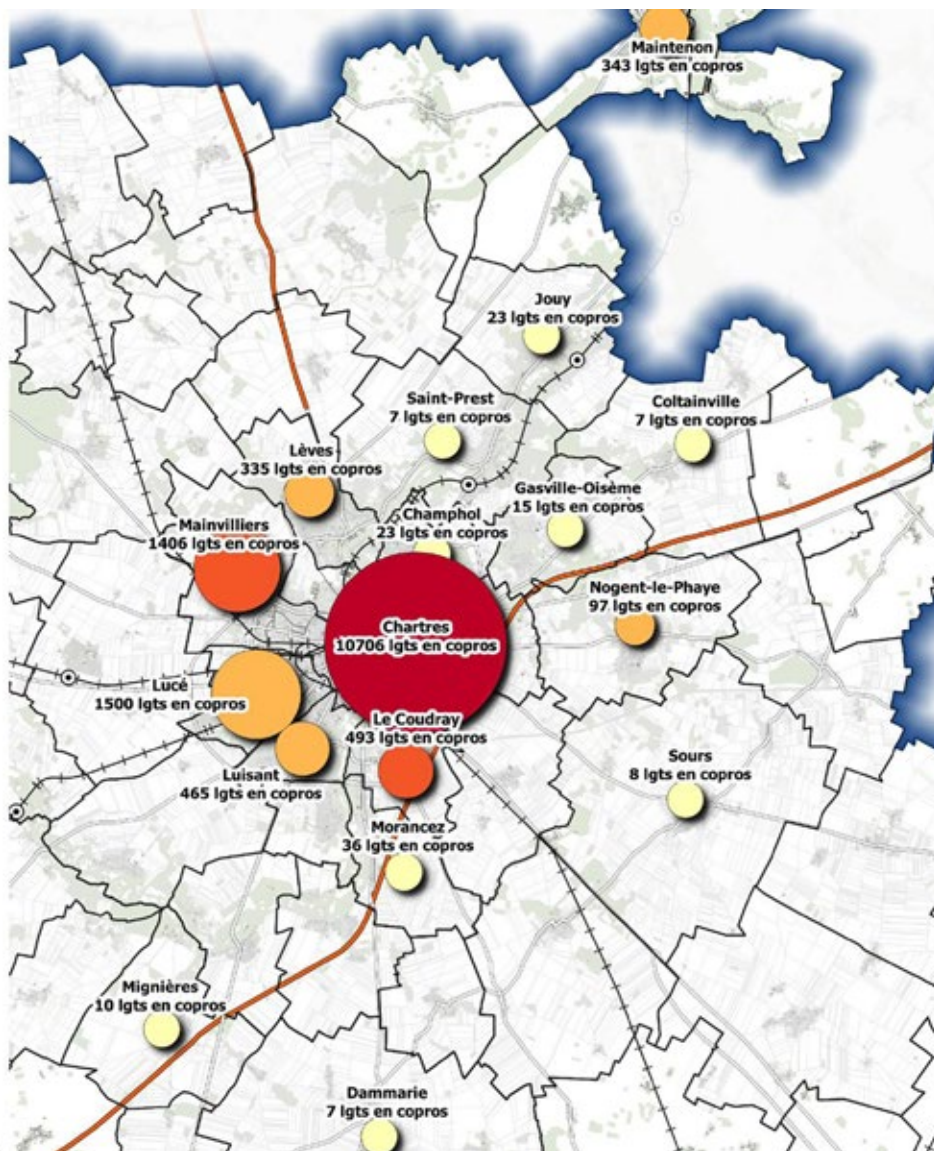 Maintenon
343 lgts en copros
Jouy
23 lgts en copros
Saint-Prest
7 lgts en copros
Coltainville
7 lgts en copros
Lèves
335 lgts en copros
Gasville-Oisème
15 lgts en copros
Champhol
23 lgts en copros
Mainvilliers
1406 lgts en copros
Nogent-le-Phaye
97 lgts en copros
Chartres
10706 lgts en copros
Lucé
1500 lgts en copros
Le Coudray
493 lgts en copros
Luisant
465 lgts en copros
Sours
8 lgts en copros
Morancez
36 lgts en copros
Mignières
10 lgts en copros
Dammarie
7 lgts en copros